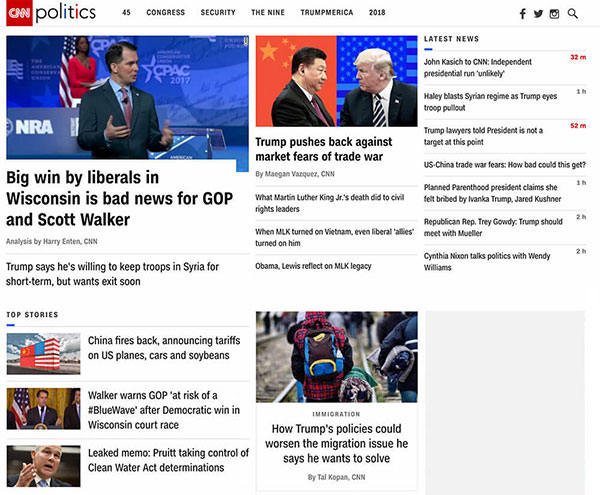 CNN politics
45 CONGRESS SECURITY THE NINE TRUMPMERICA 2018
AMERICAN
CONSERVATIVE
CPAC
2017
NRA
AMERICAN
Big win by liberals in
Wisconsin is bad news for GOP
and Scott Walker
Analysis by Harry Enten, CNN
Trump says he's willing to keep troops in Syria for
short-term, but wants exit soon
Trump pushes back against
market fears of trade war
By Maegan Vazquez, CNN
What Martin Luther King Jr.'s death did to civil
rights leaders
When MLK turned on Vietnam, even liberal 'allies'
turned on him
Obama, Lewis reflect on MLK legacy
LATEST NEWS
John Kasich to CNN: Independent
presidential run 'unlikely'
32 m
Haley blasts Syrian regime as Trump eyes
troop pullout
1 h
Trump lawyers told President is not a
target at this point
52 m
US-China trade war fears: How bad could this get?
Planned Parenthood president claims she
felt bribed by Ivanka Trump, Jared Kushner
1 h
Republican Rep. Trey Gowdy: Trump should
meet with Mueller
2 h
Cynthia Nixon talks politics with Wendy
Williams
2 h
TOP STORIES
China fires back, announcing tariffs
on US planes, cars and soybeans
Walker warns GOP 'at risk of a
#BlueWave' after Democratic win in
Wisconsin court race
Leaked memo: Pruitt taking control of
Clean Water Act determinations
IMMIGRATION
How Trump's policies could
worsen the migration issue he
says he wants to solve
By Tal Kopan, CNN